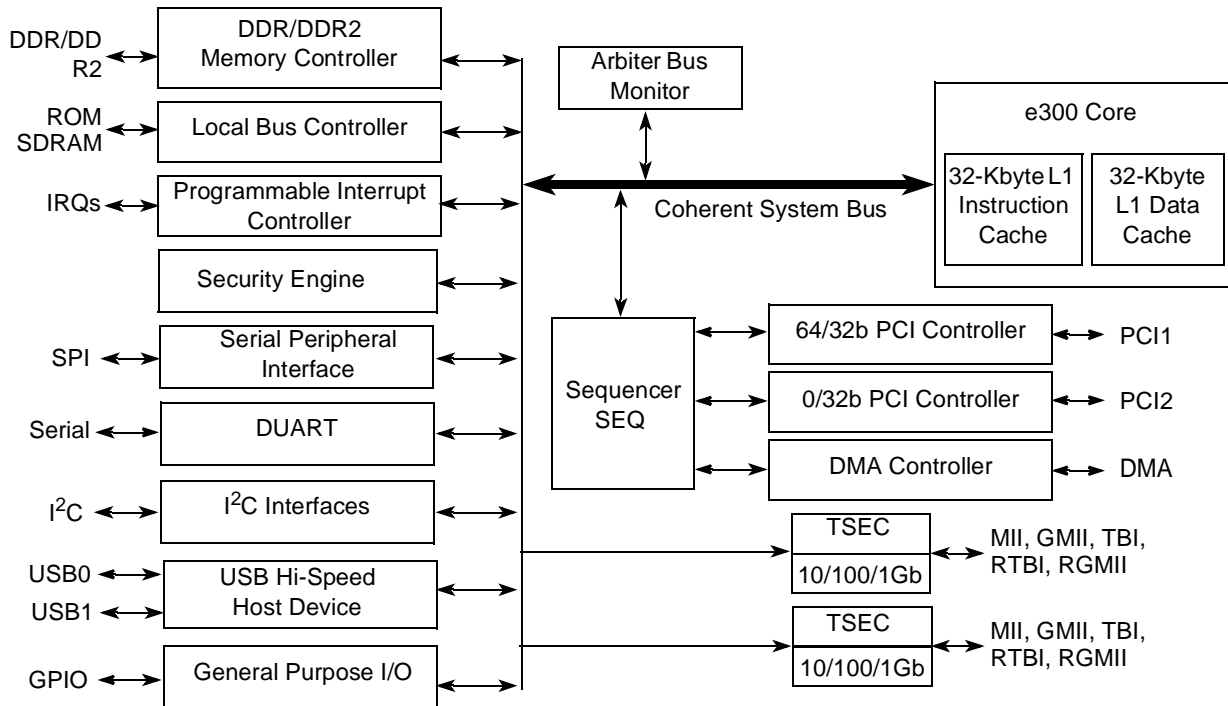 DDR/DD
R2
DDR/DDR2
Memory Controller
ROM
SDRAM
Local Bus Controller
IRQs
Programmable Interrupt
Controller
Security Engine
SPI
Serial Peripheral
Interface
Serial
DUART
I²C
I²C Interfaces
USB0
USB1
USB Hi-Speed
Host Device
GPIO
General Purpose I/O
Arbiter Bus
Monitor
Coherent System Bus
e300 Core
32-Kbyte L1
Instruction
Cache
32-Kbyte
L1 Data
Cache
Sequencer
SEQ
64/32b PCI Controller
PCI1
0/32b PCI Controller
PCI2
DMA Controller
DMA
TSEC
10/100/1Gb
MII, GMII, TBI,
RTBI, RGMII
TSEC
10/100/1Gb
MII, GMII, TBI,
RTBI, RGMII